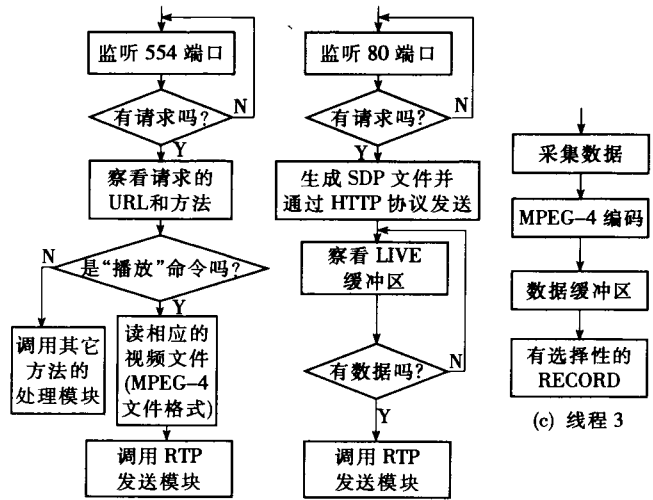 监听 554 端口
有请求吗?
N
Y
察看请求的
URL和方法
是“播放”命令吗?
N
Y
调用其它
方法的
处理模块
读相应的
视频文件
(MPEG–4
文件格式)
调用 RTP
发送模块
监听 80 端口
有请求吗?
N
Y
生成 SDP 文件并
通过 HTTP 协议发送
察看 LIVE
缓冲区
有数据吗?
N
Y
调用 RTP
发送模块
采集数据
MPEG–4 编码
数据缓冲区
有选择性的
RECORD
(c) 线程 3